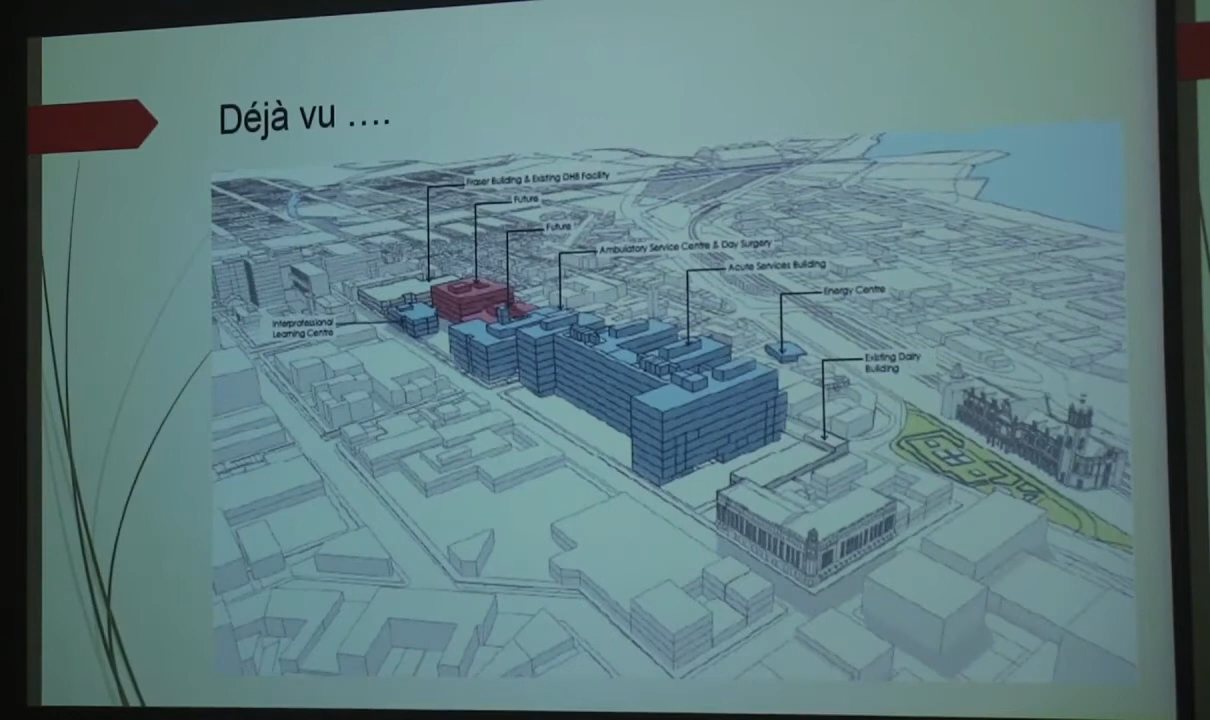 Déjà vu ....
Fraser Building & Existing DHB Facility
Future
Future
Ambulatory Service Centre & Day Surgery
Acute Services Building
Energy Centre
Interprofessional
Learning Centre
Existing Dairy
Building